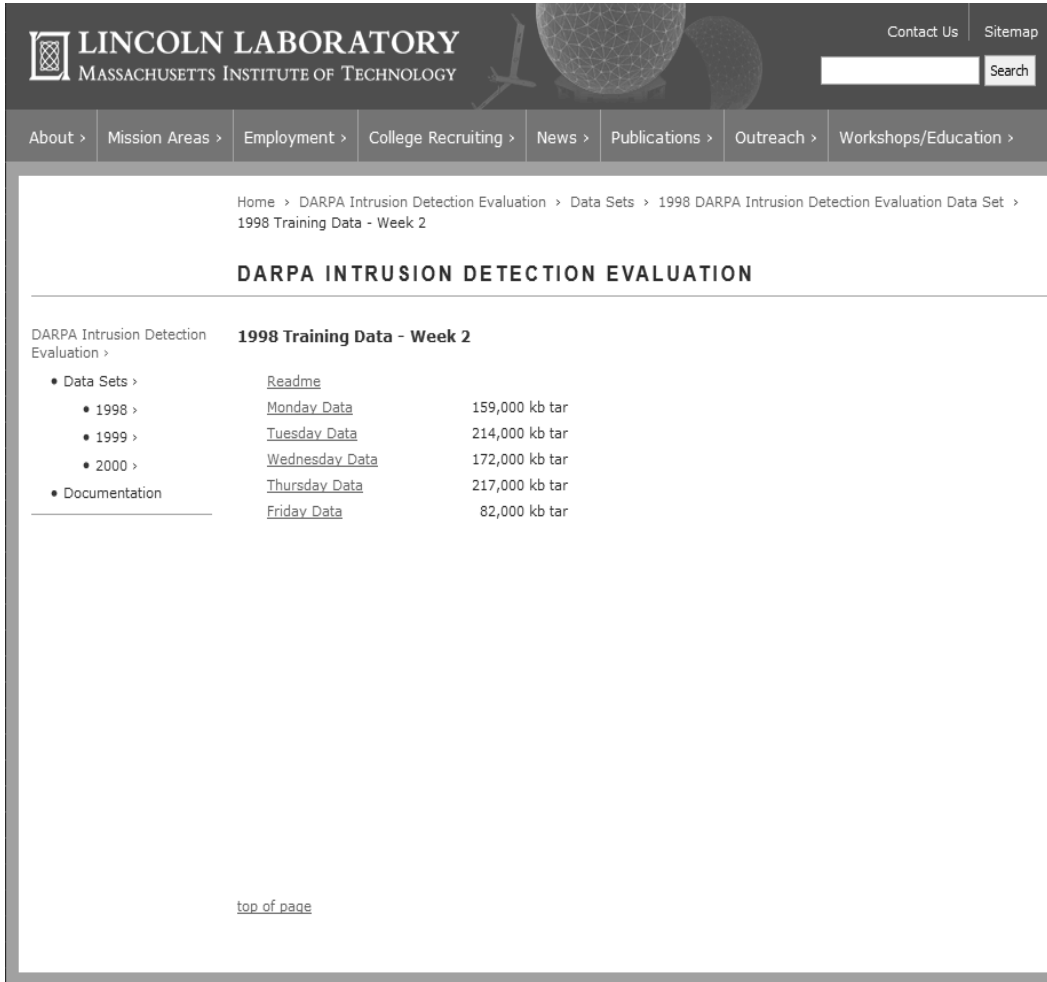 LINCOLN LABORATORY
MASSACHUSETTS INSTITUTE OF TECHNOLOGY
Contact Us
Sitemap
Search
About › Mission Areas › Employment › College Recruiting › News › Publications › Outreach › Workshops/Education ›
Home › DARPA Intrusion Detection Evaluation › Data Sets › 1998 DARPA Intrusion Detection Evaluation Data Set ›
1998 Training Data - Week 2
DARPA INTRUSION DETECTION EVALUATION
DARPA Intrusion Detection
Evaluation ›
• Data Sets ›
• 1998 ›
• 1999 ›
• 2000 ›
• Documentation
1998 Training Data - Week 2
Readme
Monday Data 159,000 kb tar
Tuesday Data 214,000 kb tar
Wednesday Data 172,000 kb tar
Thursday Data 217,000 kb tar
Friday Data 82,000 kb tar
top of page